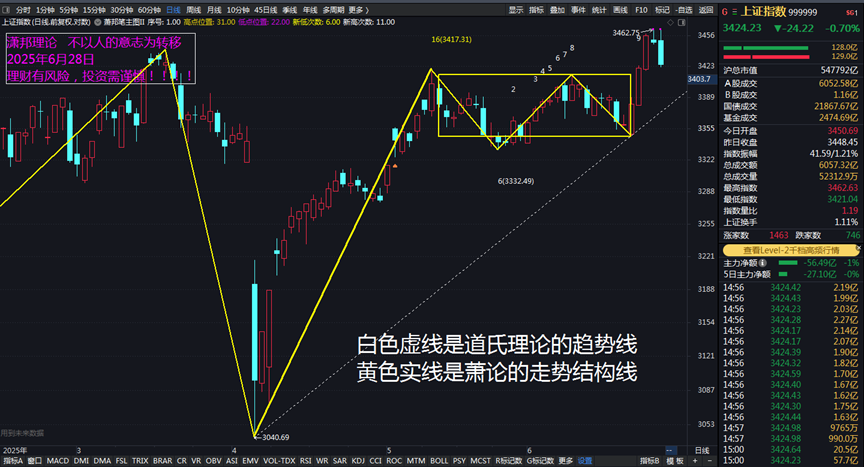 分时 1分钟 5分钟 15分钟 30分钟 60分钟 日线 周线 月线 10分钟 45日线 季线 年线 多周期 更多 〉 显示 指标 叠加 事件 统计 画线 F10 标记 -自选 返回
上证指数(日线,前复权,对数) 萧邦笔主图I 序号: 1.00 高点位置: 31.00 低点位置: 22.00 新低次数: 6.00 新高次数: 11.00
萧邦理论 不以人的意志为转移
2025年6月28日
理财有风险，投资需谨慎！！！！
16(3417.31)
3462.75
9
8
7
6
5
4
3
2
6(3332.49)
3040.69
白色虚线是道氏理论的趋势线
黄色实线是萧论的走势结构线
用到未来数据
3456
3423
3403.7
3389
3355
3322
3288
3255
3221
3188
3154
3121
3087
3053
2025年 3 4 5 6 日线
指标A 窗口 MACD DMI DMA FSL TRIX BRAR CR VR OBV ASI EMV VOL-TDX RSI WR SAR KDJ CCI ROC MTM BOLL PSY MCST R标记数 G标记数 更多 设置 指标B 模板 + -
G 上证指数 999999 1
3424.23 ▼-24.22 -0.70%
128.0亿
129.0亿
沪总市值 547792亿
A股成交 6052.58亿
B股成交 1.16亿
国债成交 21867.67亿
基金成交 2474.69亿
今日开盘 3450.69
昨日收盘 3448.45
指数振幅 41.59/1.21%
总成交额 6057.32亿
总成交量 52312.9万
最高指数 3462.63
最低指数 3421.04
指数量比 1.19
上证换手 1.11%
涨家数 1463 跌家数 746
查看Level-2千档高频行情
主力净额 -56.49亿 -1%
5日主力净额 -27.10亿 -0%
14:56 3424.42 2.19亿
14:56 3424.43 1.99亿
14:56 3424.23 2.03亿
14:56 3424.28 2.27亿
14:56 3424.17 2.14亿
14:56 3424.17 2.07亿
14:56 3424.39 1.90亿
14:56 3424.32 1.82亿
14:56 3424.59 1.70亿
14:56 3424.40 1.67亿
14:56 3424.43 1.62亿
14:56 3424.30 1.75亿
14:56 3424.44 1.63亿
14:57 3424.98 9765万
14:57 3424.98 990.0万
15:00 3424.64 20.5亿
15:00 3424.23 57.7亿